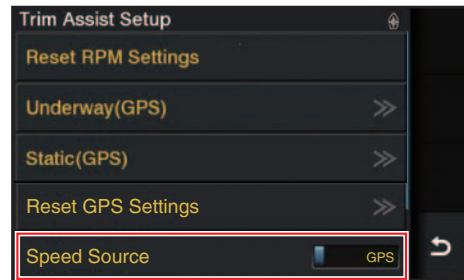 Trim Assist Setup
Reset RPM Settings
Underway(GPS)
Static(GPS)
Reset GPS Settings
Speed Source
GPS